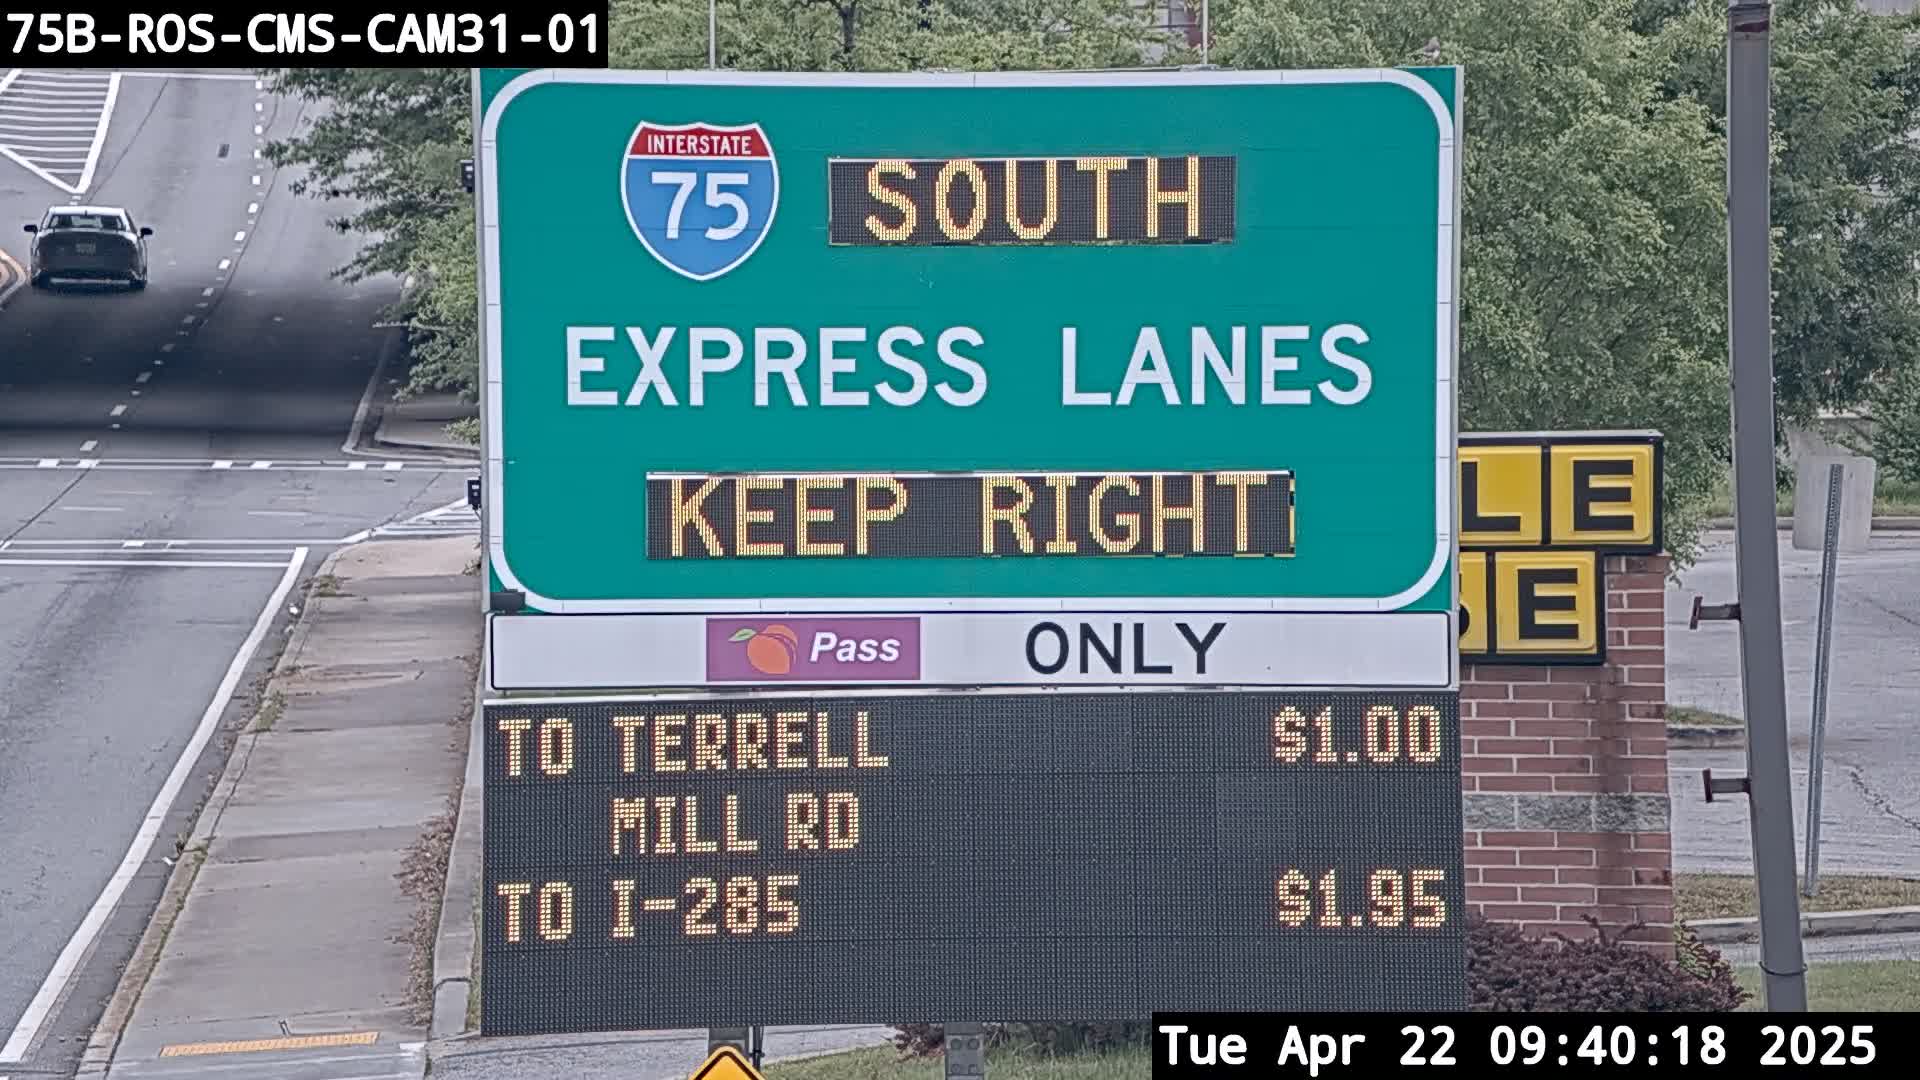 75B-ROS-CMS-CAM31-01
INTERSTATE
75
SOUTH
EXPRESS LANES
KEEP RIGHT
Pass ONLY
LE
E
TO TERRELL $1.00
MILL RD
TO I-285 $1.95
Tue Apr 22 09:40:18 2025